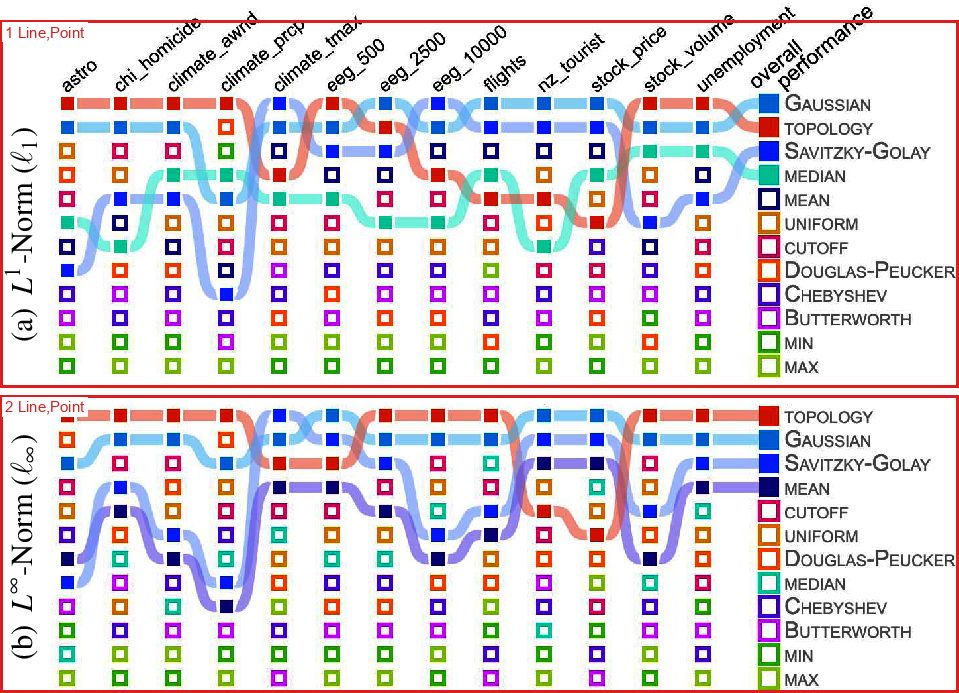 1 Line,Point
astro
chi_homicide
climate_awnd
climate_prcp
climate_tmax
eeg_500
eeg_2500
eeg_10000
flights
nz_tourist
stock_price
stock_volume
unemployment
overall
performance
(a) L¹-Norm (ℓ₁)
GAUSSIAN
TOPOLOGY
SAVITZKY-GOLAY
MEDIAN
MEAN
UNIFORM
CUTOFF
DOUGLAS-PEUCKER
CHEBYSHEV
BUTTERWORTH
MIN
MAX
2 Line,Point
(b) L∞-Norm (ℓ∞)
TOPOLOGY
GAUSSIAN
SAVITZKY-GOLAY
MEAN
CUTOFF
UNIFORM
DOUGLAS-PEUCKER
MEDIAN
CHEBYSHEV
BUTTERWORTH
MIN
MAX